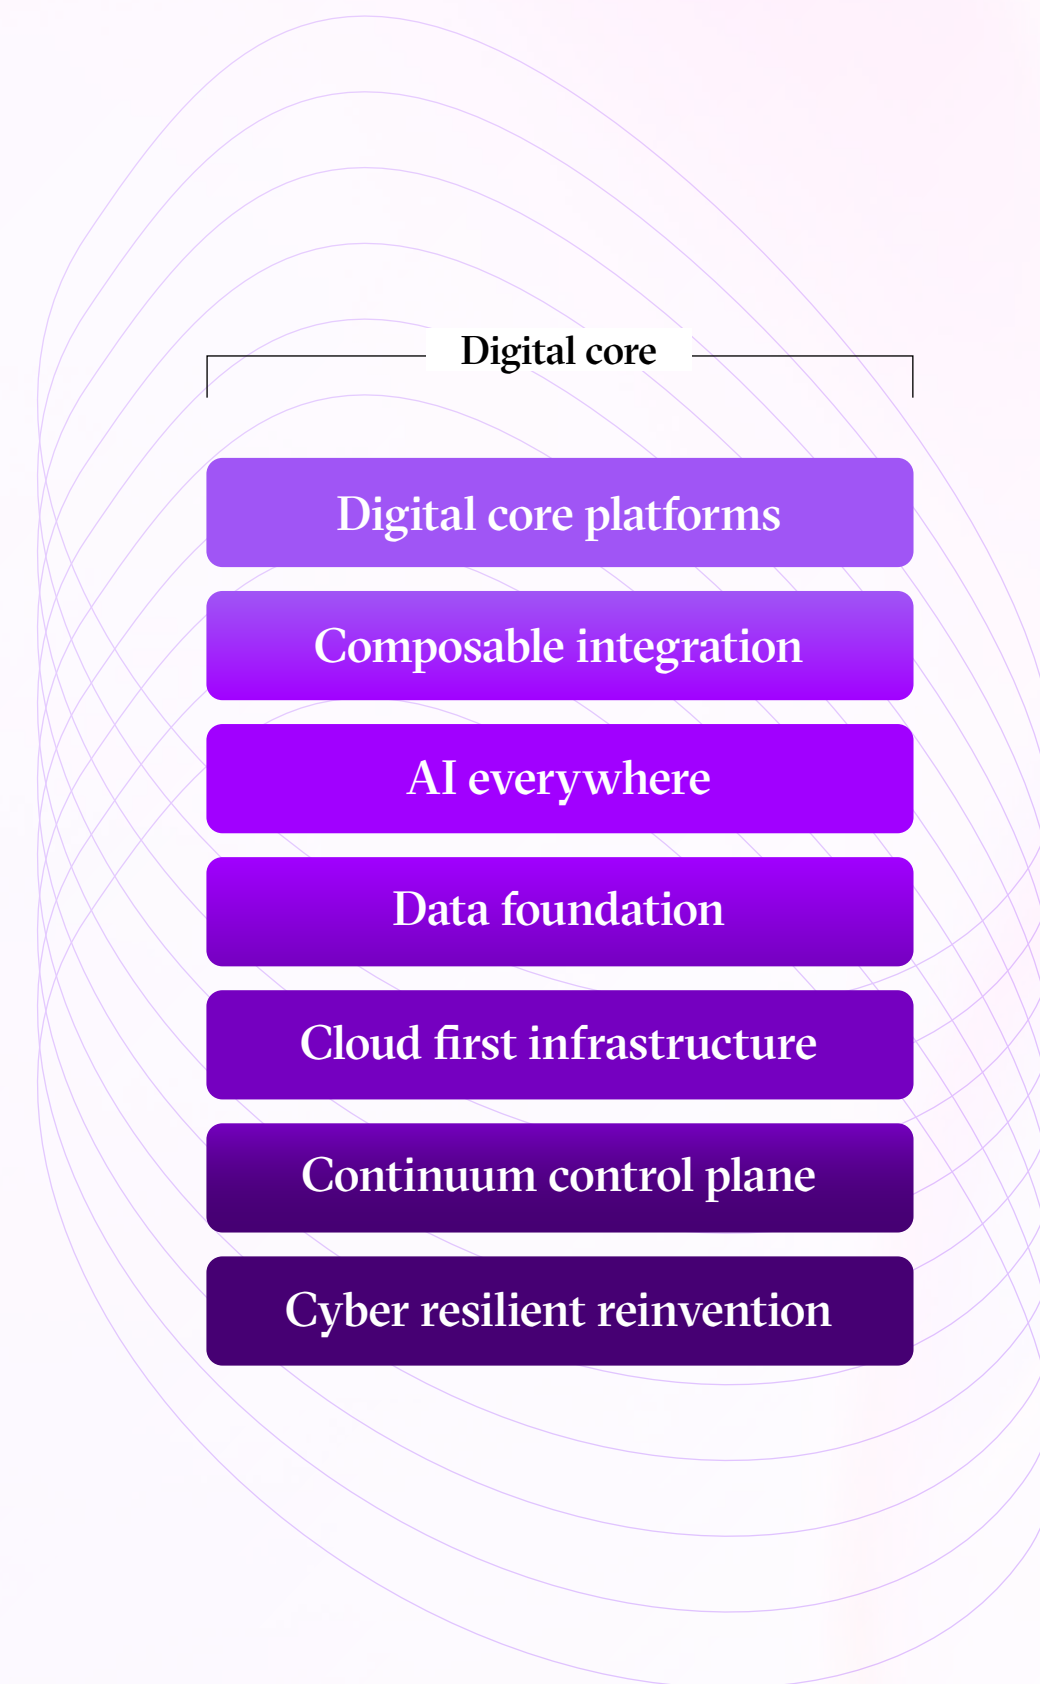 Digital core
Digital core platforms
Composable integration
AI everywhere
Data foundation
Cloud first infrastructure
Continuum control plane
Cyber resilient reinvention